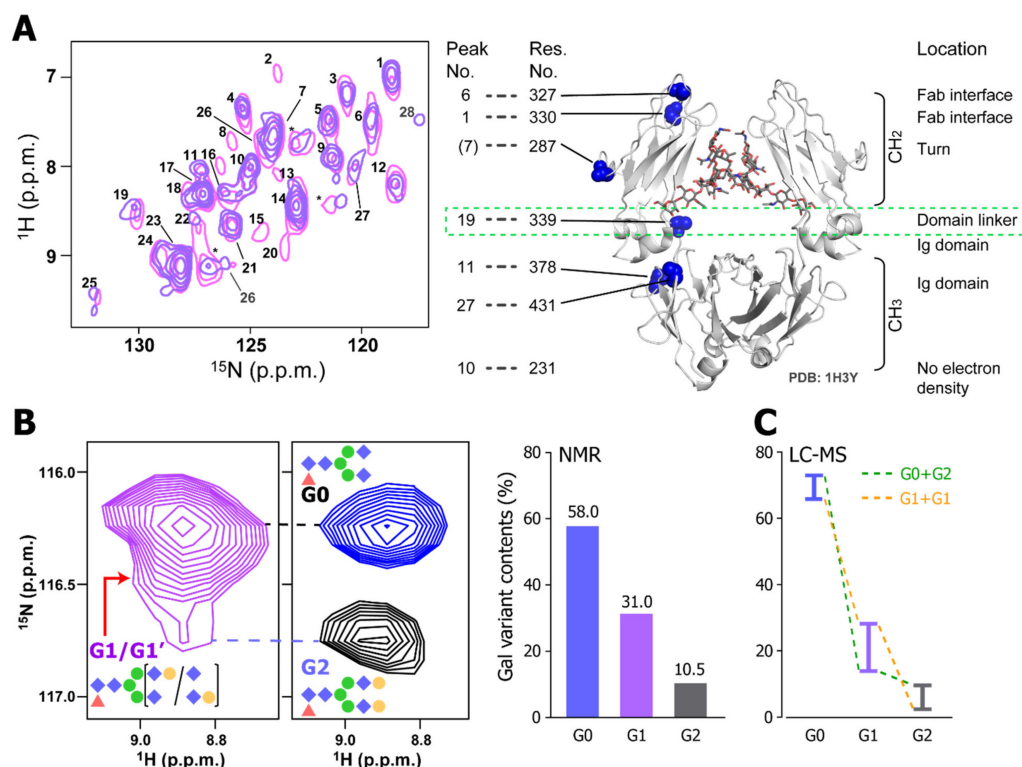 A
7
8
9
¹H (p.p.m.)
130
125
120
¹⁵N (p.p.m.)
1
2
3
4
5
6
7
8
9
10
11
12
13
14
15
16
17
18
19
20
21
22
23
24
25
26
26
27
28
*
*
*
Peak No.
Res. No.
Location
6 327 Fab interface
1 330 Fab interface
(7) 287 Turn
19 339 Domain linker
Ig domain
11 378 Ig domain
27 431
10 231 No electron
density
CH2
CH3
PDB: 1H3Y
B
116.0
116.5
117.0
¹⁵N (p.p.m.)
G1/G1'
9.0 8.8
¹H (p.p.m.)
G0
G2
9.0 8.8
¹H (p.p.m.)
NMR
Gal variant contents (%)
80
60
40
20
0
58.0
31.0
10.5
G0 G1 G2
C
LC-MS
G0+G2
G1+G1
80
60
40
20
0
G0 G1 G2